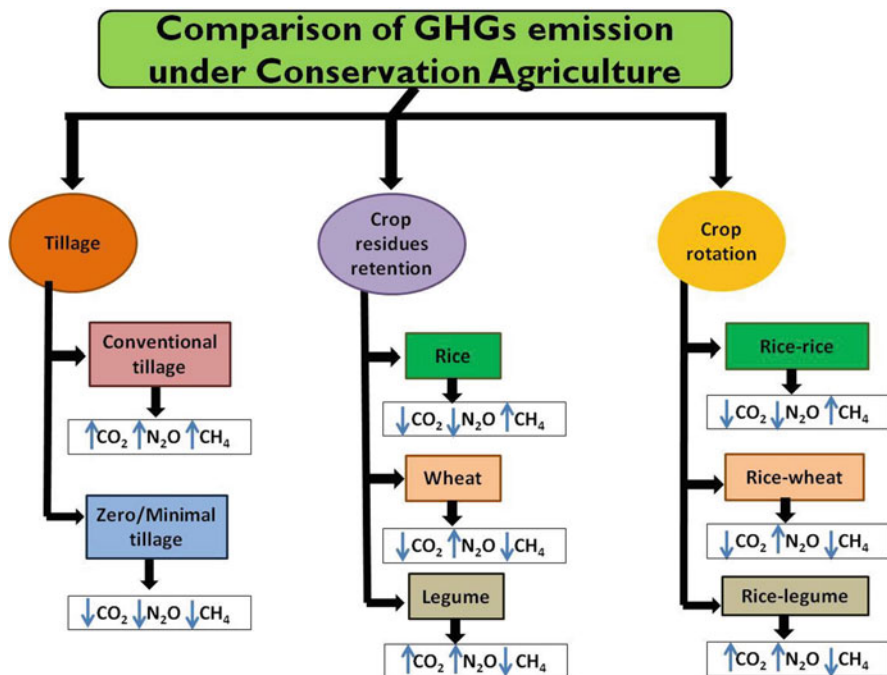 Comparison of GHGs emission
under Conservation Agriculture
Tillage
Conventional
tillage
↑CO₂ ↑N₂O ↑CH₄
Zero/Minimal
tillage
↓CO₂ ↓N₂O ↓CH₄
Crop
residues
retention
Rice
↓CO₂ ↓N₂O ↑CH₄
Wheat
↓CO₂ ↑N₂O ↓CH₄
Legume
↑CO₂ ↑N₂O ↓CH₄
Crop
rotation
Rice-rice
↓CO₂ ↓N₂O ↑CH₄
Rice-wheat
↓CO₂ ↑N₂O ↓CH₄
Rice-legume
↑CO₂ ↑N₂O ↓CH₄